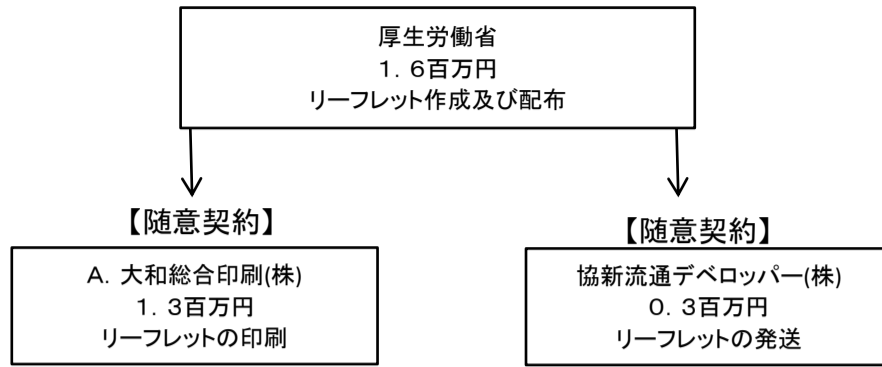 厚生労働省
1．6百万円
リーフレット作成及び配布
【随意契約】
A．大和総合印刷(株)
1．3百万円
リーフレットの印刷
【随意契約】
協新流通デベロッパー(株)
0．3百万円
リーフレットの発送